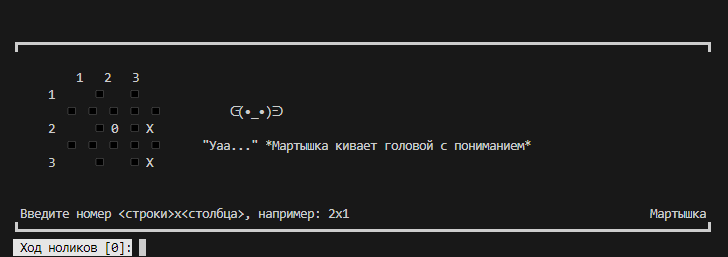 1 2 3
1
ᕮ(•_•)ᕭ
2 0 X
"Уаа..." *Мартышка кивает головой с пониманием*
3 X
Введите номер <строки>x<столбца>, например: 2x1 Мартышка
Ход ноликов [0]: